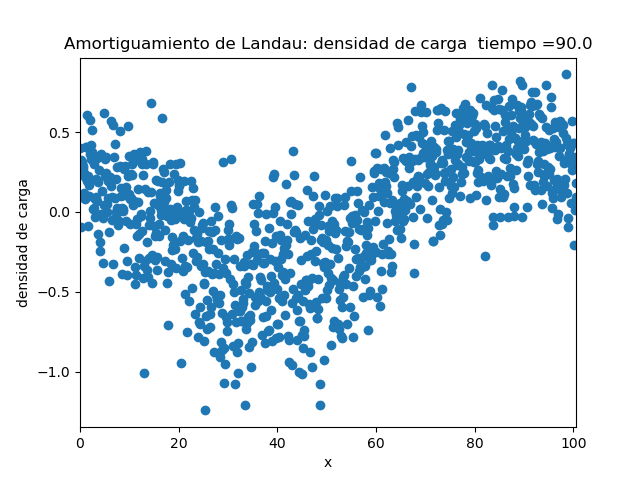 Amortiguamiento de Landau: densidad de carga  tiempo =90.0
densidad de carga
0.5
0.0
−0.5
−1.0
0 20 40 60 80 100
x